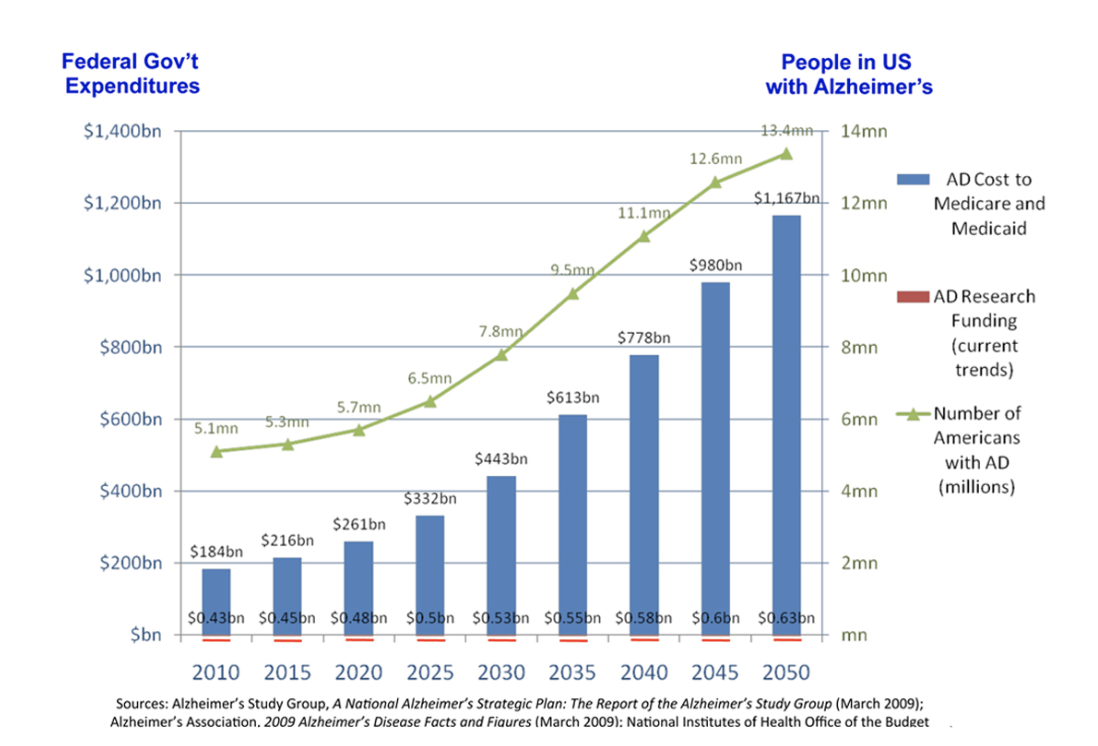 Federal Gov't
Expenditures
People in US
with Alzheimer's
$1,400bn
$1,200bn
$1,000bn
$800bn
$600bn
$400bn
$200bn
$bn
14mn
12mn
10mn
8mn
6mn
4mn
2mn
mn
5.1mn
5.3mn
5.7mn
6.5mn
7.8mn
9.5mn
11.1mn
12.6mn
13.4mn
$184bn
$216bn
$261bn
$332bn
$443bn
$613bn
$778bn
$980bn
$1,167bn
$0.43bn
$0.45bn
$0.48bn
$0.5bn
$0.53bn
$0.55bn
$0.58bn
$0.6bn
$0.63bn
2010
2015
2020
2025
2030
2035
2040
2045
2050
AD Cost to
Medicare and
Medicaid
AD Research
Funding
(current
trends)
Number of
Americans
with AD
(millions)
Sources: Alzheimer's Study Group, A National Alzheimer's Strategic Plan: The Report of the Alzheimer's Study Group (March 2009);
Alzheimer's Association. 2009 Alzheimer's Disease Facts and Figures (March 2009); National Institutes of Health Office of the Budget